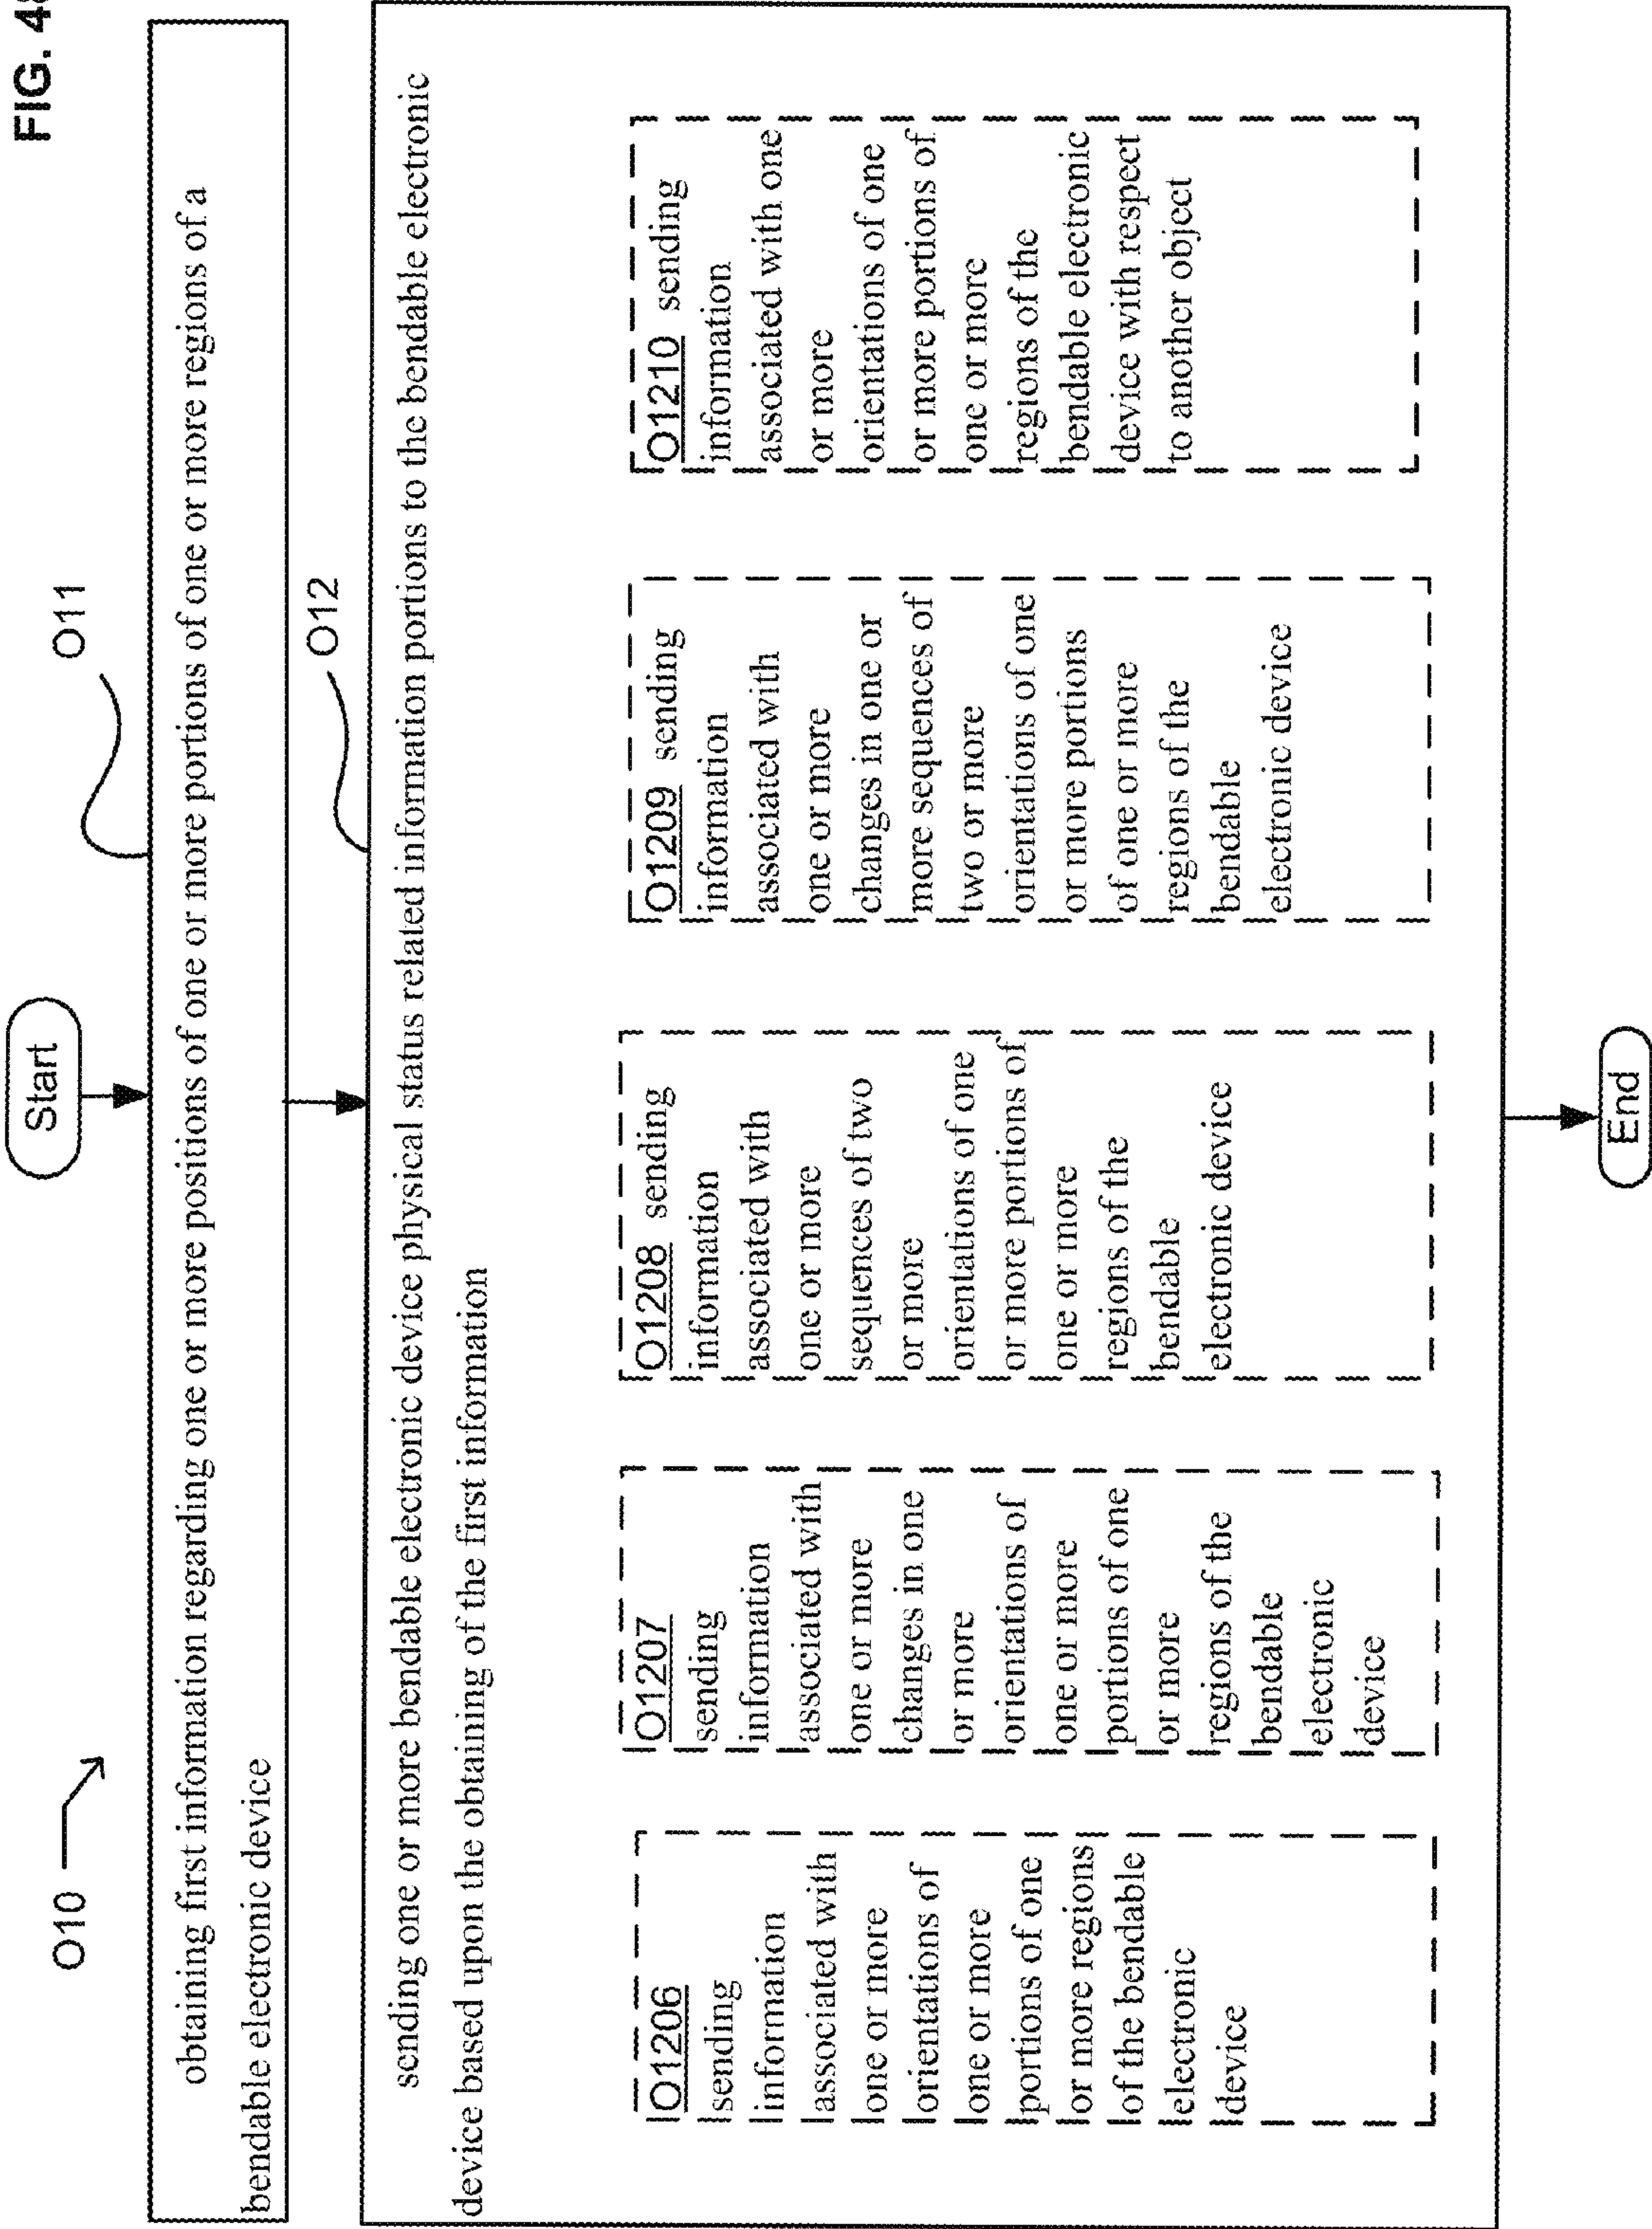 FIG. 4
O10
Start
O11
obtaining first information regarding one or more positions of one or more portions of one or more regions of a
bendable electronic device
O12
sending one or more bendable electronic device physical status related information portions to the bendable electronic
device based upon the obtaining of the first information
O1206
sending
information
associated with
one or more
orientations of
one or more
portions of one
or more regions
of the bendable
electronic
device
O1207
sending
information
associated with
one or more
changes in one
or more
orientations of
one or more
portions of one
or more
regions of the
bendable
electronic
device
O1208 sending
information
associated with
one or more
sequences of two
or more
orientations of one
or more portions of
one or more
regions of the
bendable
electronic device
O1209 sending
information
associated with
one or more
changes in one or
more sequences of
two or more
orientations of one
or more portions
of one or more
regions of the
bendable
electronic device
O1210 sending
information
associated with one
or more
orientations of one
or more portions of
one or more
regions of the
bendable electronic
device with respect
to another object
End